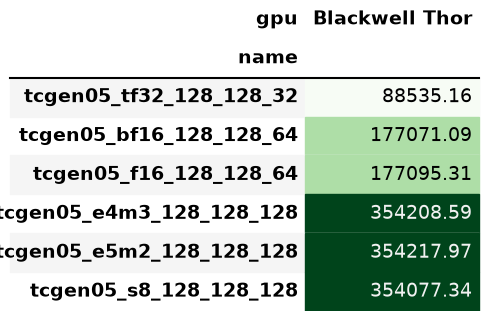 gpu Blackwell Thor
name
tcgen05_tf32_128_128_32 88535.16
tcgen05_bf16_128_128_64 177071.09
tcgen05_f16_128_128_64 177095.31
tcgen05_e4m3_128_128_128 354208.59
tcgen05_e5m2_128_128_128 354217.97
tcgen05_s8_128_128_128 354077.34